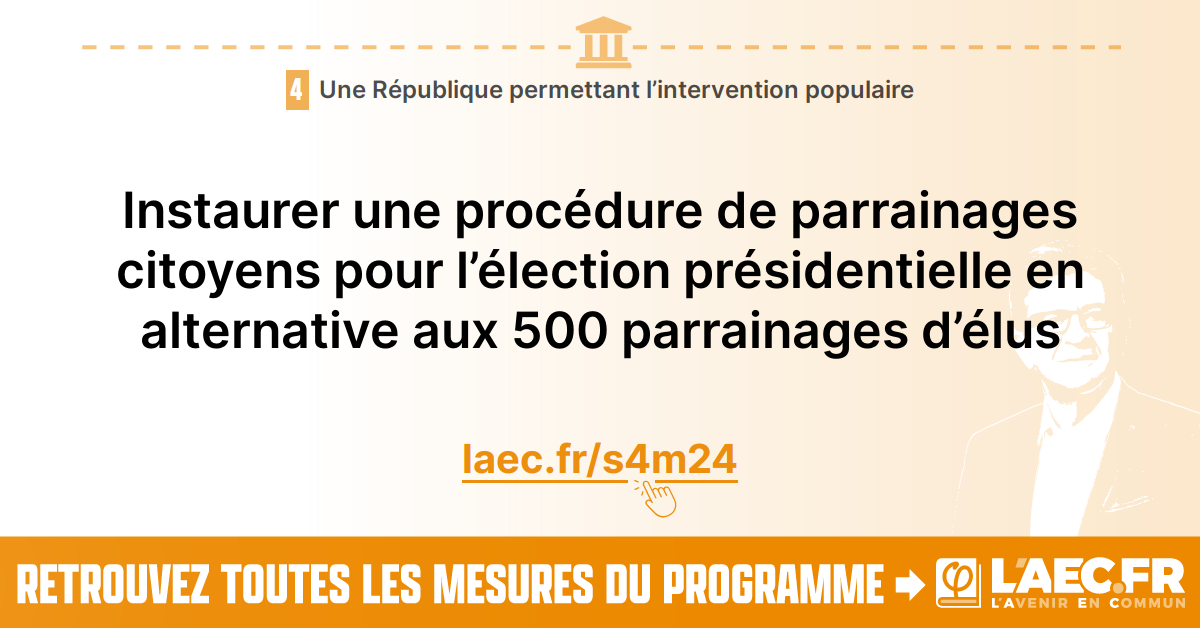 4 Une République permettant l’intervention populaire
Instaurer une procédure de parrainages
citoyens pour l’élection présidentielle en
alternative aux 500 parrainages d’élus
laec.fr/s4m24
RETROUVEZ TOUTES LES MESURES DU PROGRAMME
φ L’AEC.FR
L’AVENIR EN COMMUN